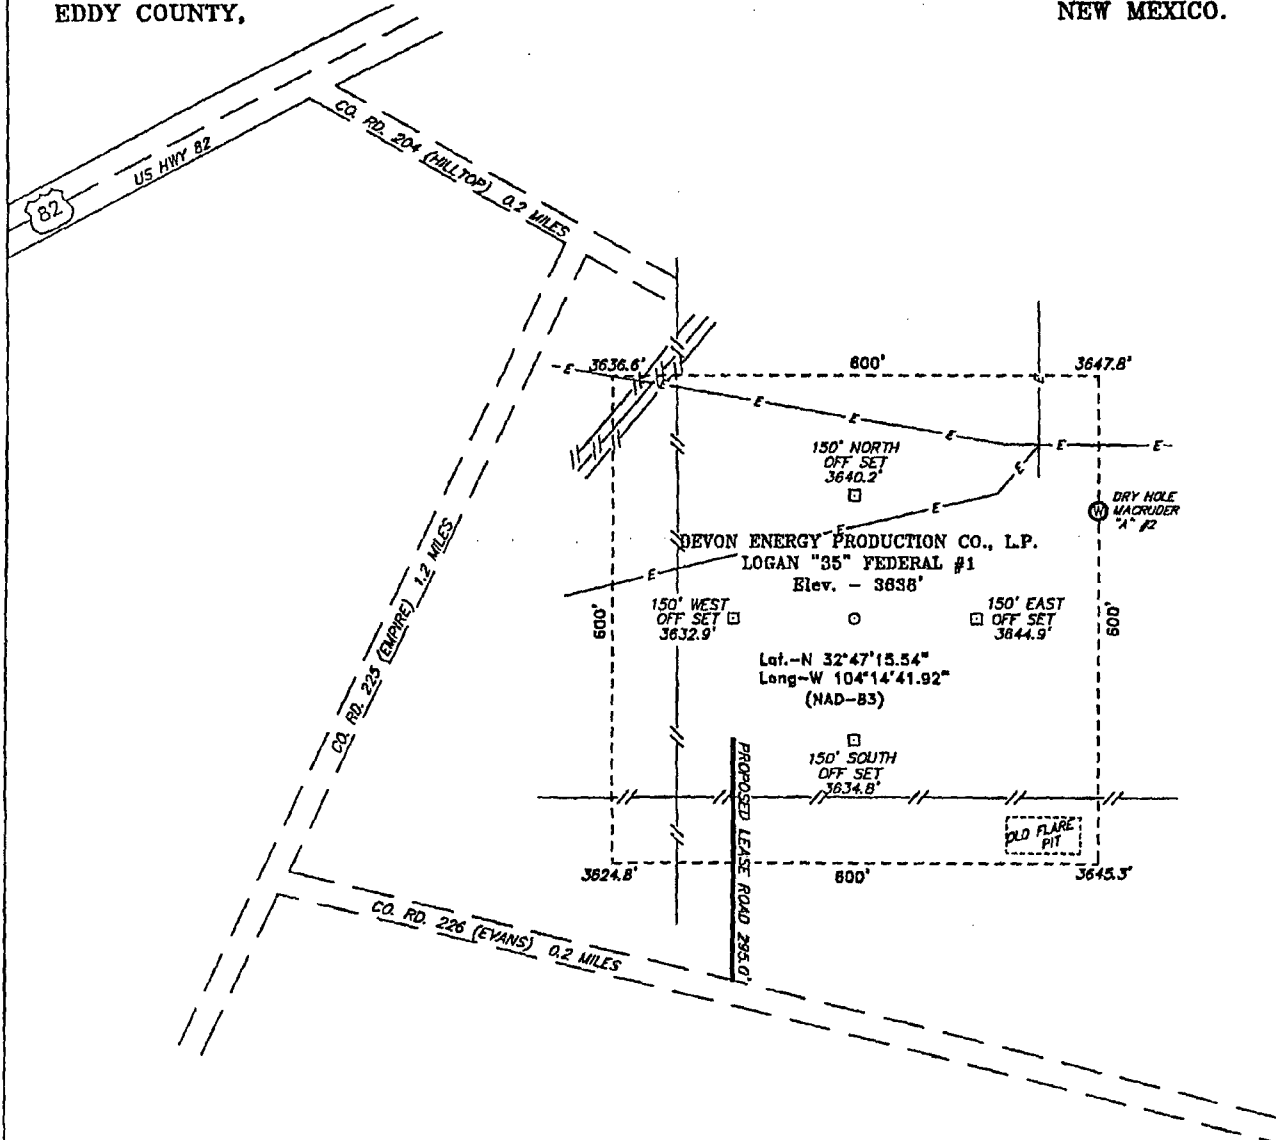 EDDY COUNTY,
NEW MEXICO.
CO. RD. 204 (HILLTOP) 0.2 MILES
US HWY 82
82
3636.6'
600'
3647.8'
E
E
E
E
E
E
E
150' NORTH
OFF SET
3640.2'
E
E
DRY HOLE
MACRUDER
"A" #2
W
E
DEVON ENERGY PRODUCTION CO., L.P.
LOGAN "35" FEDERAL #1
Elev. - 3638'
E
150' WEST
OFF SET
3632.9'
150' EAST
OFF SET
3644.9'
600'
600'
Lat.-N 32°47'15.54"
Long-W 104°14'41.92"
(NAD-83)
CO. RD. 225 (EMPIRE) 1.2 MILES
150' SOUTH
OFF SET
3634.8'
PROPOSED LEASE ROAD 295.0'
OLD FLARE
PIT
3624.8'
600'
3645.3'
CO. RD. 226 (EVANS) 0.2 MILES